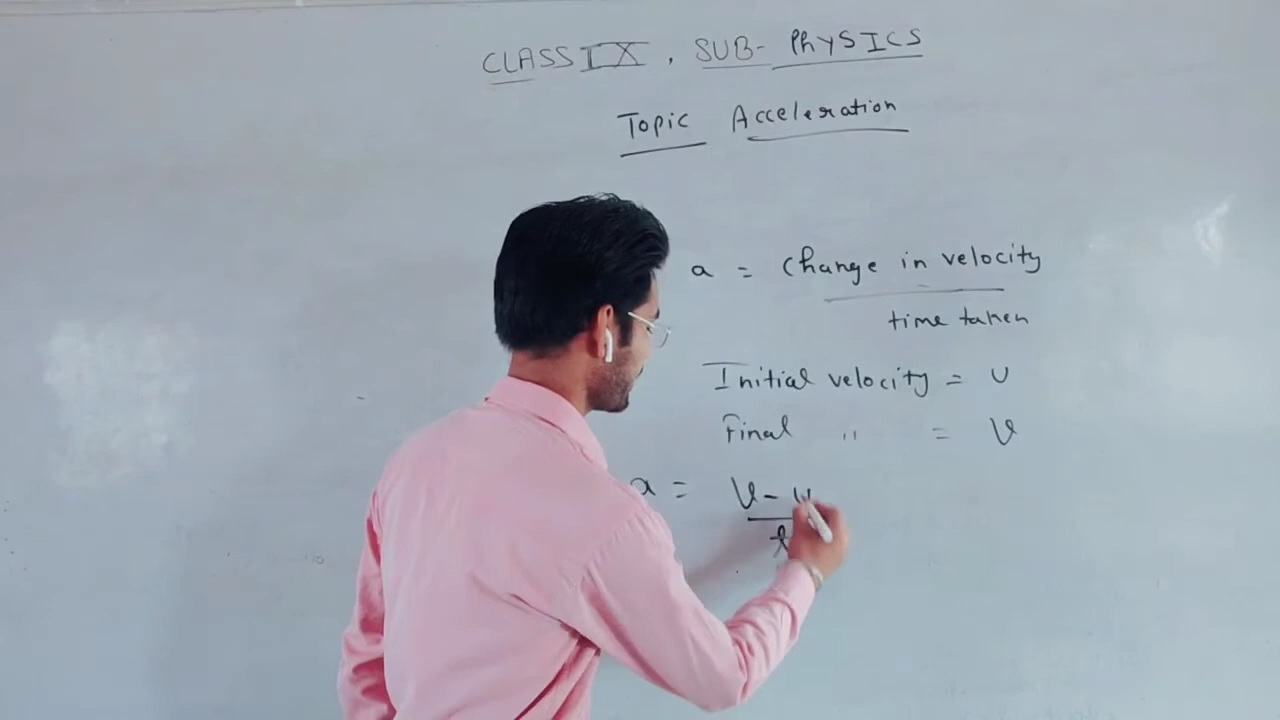 CLASS IX, SUB- PhYSICS
Topic Acceleration
a = Change in velocity
time taken
Initial velocity = U
Final " = V
a = V - u
t